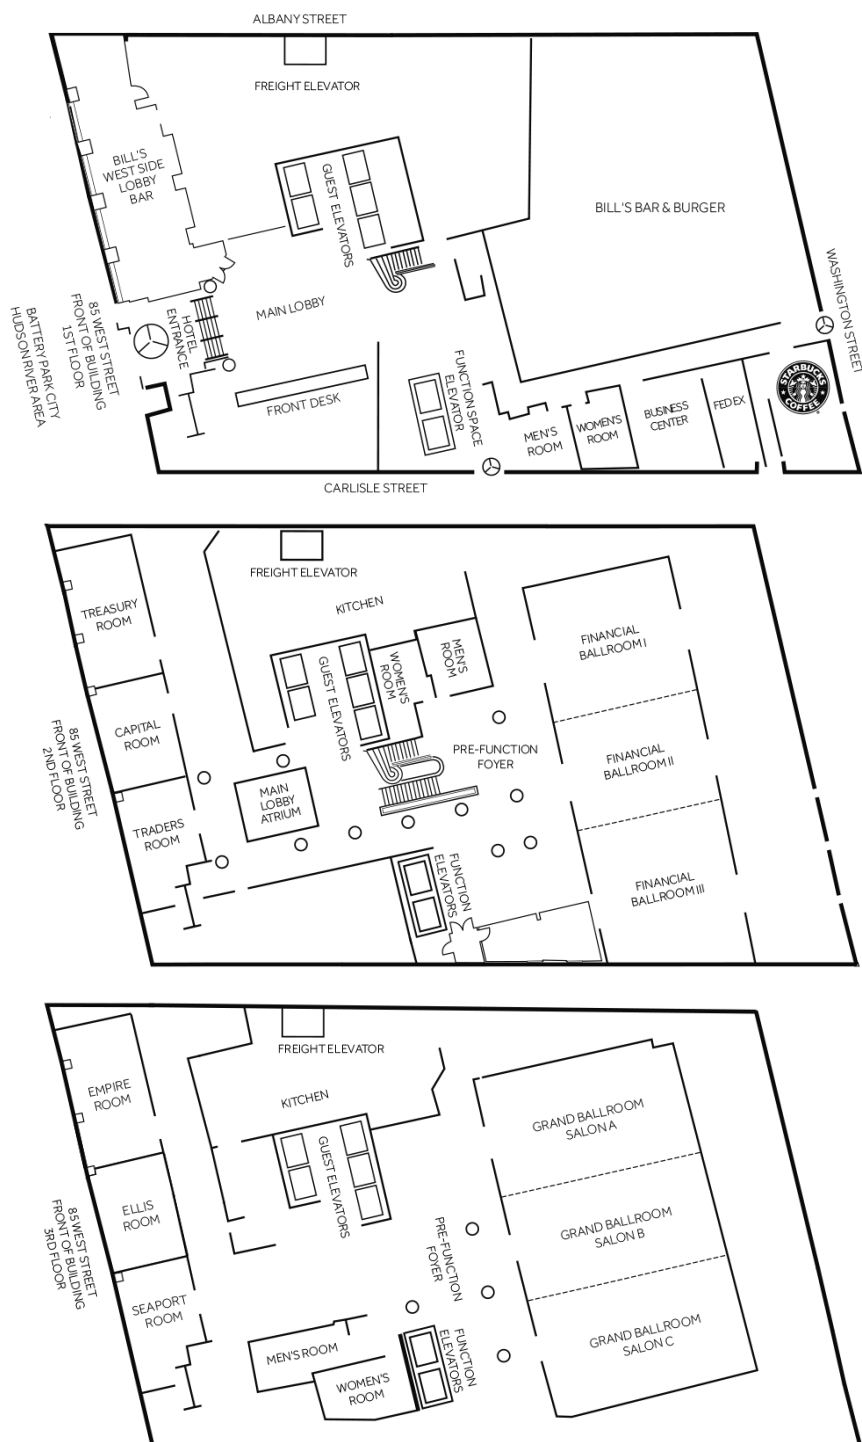 ALBANY STREET
FREIGHT ELEVATOR
BILL'S
WEST SIDE
LOBBY
BAR
GUEST ELEVATORS
BILL'S BAR & BURGER
WASHINGTON STREET
MAIN LOBBY
HOTEL
ENTRANCE
85 WEST STREET
FRONT OF BUILDING
1ST FLOOR
BATTERY PARK CITY
HUDSON RIVER AREA
FRONT DESK
FUNCTION SPACE
ELEVATOR
MEN'S
ROOM
WOMEN'S
ROOM
BUSINESS
CENTER
FEDEX
STARBUCKS
COFFEE
CARLISLE STREET
FREIGHT ELEVATOR
KITCHEN
TREASURY
ROOM
GUEST ELEVATORS
WOMEN'S
ROOM
MEN'S
ROOM
FINANCIAL
BALLROOM I
CAPITAL
ROOM
85 WEST STREET
FRONT OF BUILDING
2ND FLOOR
PRE-FUNCTION
FOYER
FINANCIAL
BALLROOM II
MAIN
LOBBY
ATRIUM
TRADERS
ROOM
FUNCTION
ELEVATORS
FINANCIAL
BALLROOM III
FREIGHT ELEVATOR
KITCHEN
EMPIRE
ROOM
GUEST ELEVATORS
GRAND BALLROOM
SALON A
ELLIS
ROOM
85 WEST STREET
FRONT OF BUILDING
3RD FLOOR
PRE-FUNCTION
FOYER
GRAND BALLROOM
SALON B
SEAPORT
ROOM
MEN'S ROOM
WOMEN'S
ROOM
FUNCTION
ELEVATORS
GRAND BALLROOM
SALON C